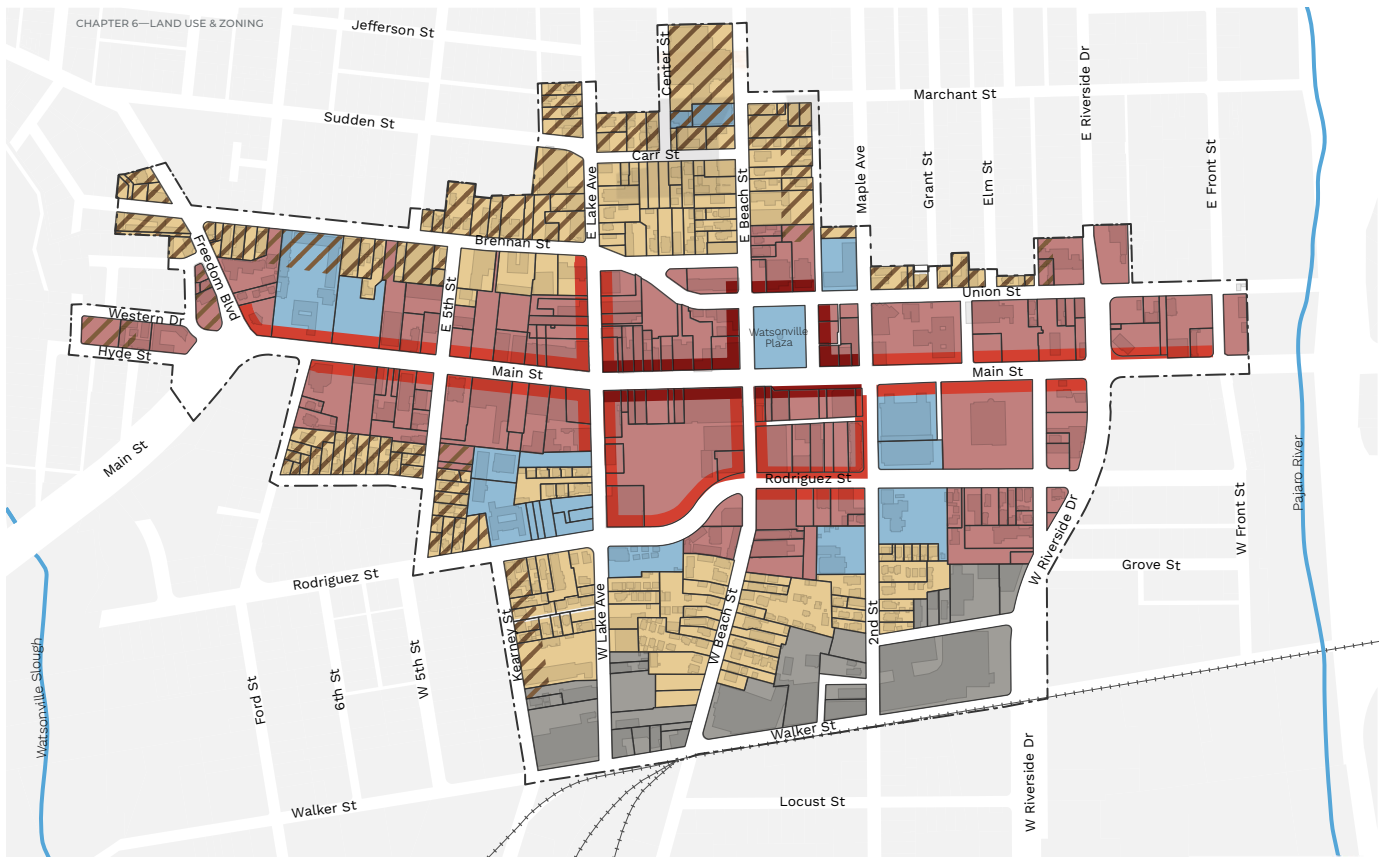 CHAPTER 6—LAND USE & ZONING
Jefferson St
Center St
Sudden St
Marchant St
E Riverside Dr
Carr St
Maple Ave
Grant St
Elm St
E Front St
E Lake Ave
E Beach St
Brennan St
Freedom Blvd
E 5th St
Union St
Western Dr
Hyde St
Watsonville
Plaza
Main St
Main St
Main St
Rodriguez St
Pajaro River
W Front St
W Riverside Dr
Grove St
Rodriguez St
Kearney St
W Lake Ave
W Beach St
2nd St
Watsonville Slough
Ford St
6th St
W 5th St
Walker St
W Riverside Dr
Walker St
Locust St